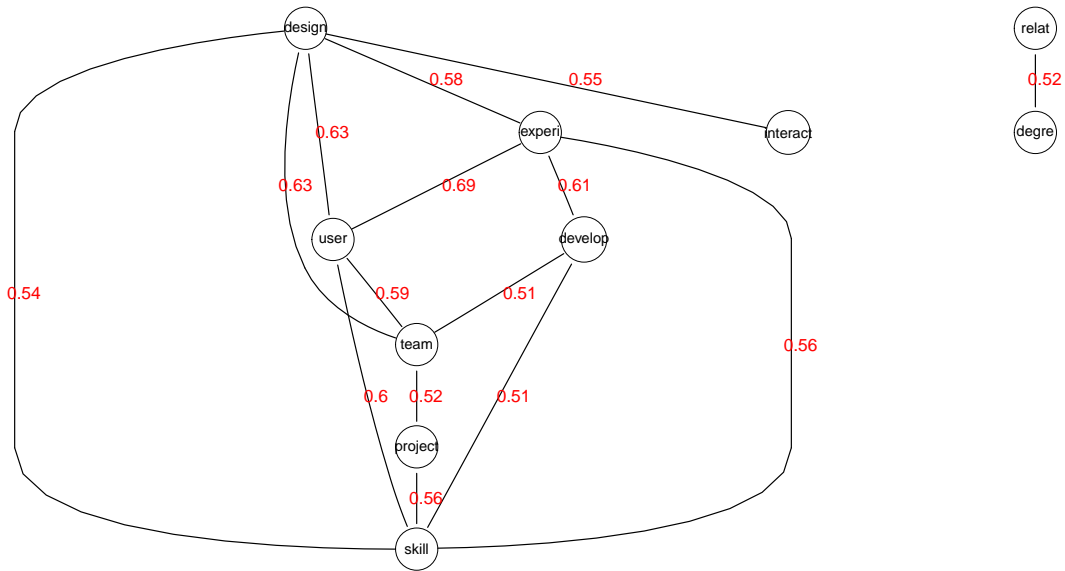 design
relat
0.58
0.55
0.52
0.63
experi
interact
degre
0.63
0.69
0.61
user
develop
0.54
0.59
0.51
team
0.56
0.6
0.52
0.51
project
0.56
skill